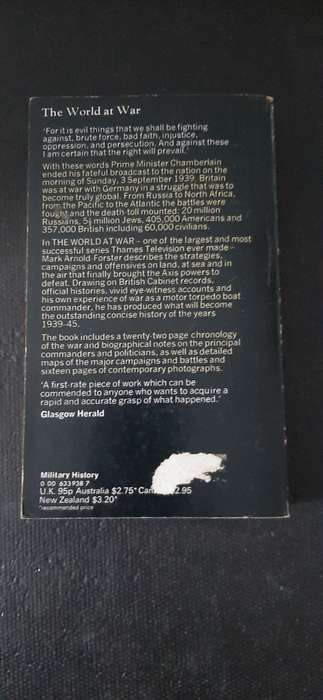 The World at War
'For it is evil things that we shall be fighting
against, brute force, bad faith, injustice,
oppression, and persecution. And against these
I am certain that the right will prevail.'
With these words Prime Minister Chamberlain
ended his fateful broadcast to the nation on the
morning of Sunday, 3 September 1939. Britain
was at war with Germany in a struggle that was to
become truly global. From Russia to North Africa,
from the Pacific to the Atlantic the battles were
fought and the death-toll mounted: 20 million
Russians, 5½ million Jews, 405,000 Americans and
357,000 British including 60,000 civilians.
In THE WORLD AT WAR – one of the largest and most
successful series Thames Television ever made –
Mark Arnold-Forster describes the strategies,
campaigns and offensives on land, at sea and in
the air that finally brought the Axis powers to
defeat. Drawing on British Cabinet records,
official histories, vivid eye-witness accounts and
his own experience of war as a motor torpedo boat
commander, he has produced what will become
the outstanding concise history of the years
1939-45.
The book includes a twenty-two page chronology
of the war and biographical notes on the principal
commanders and politicians, as well as detailed
maps of the major campaigns and battles and
sixteen pages of contemporary photographs.
'A first-rate piece of work which can be
commended to anyone who wants to acquire a
rapid and accurate grasp of what happened.'
Glasgow Herald
Military History
0 00 633928 7
U.K. 95p Australia $2.75* Can 2.95
New Zealand $3.20*
*recommended price